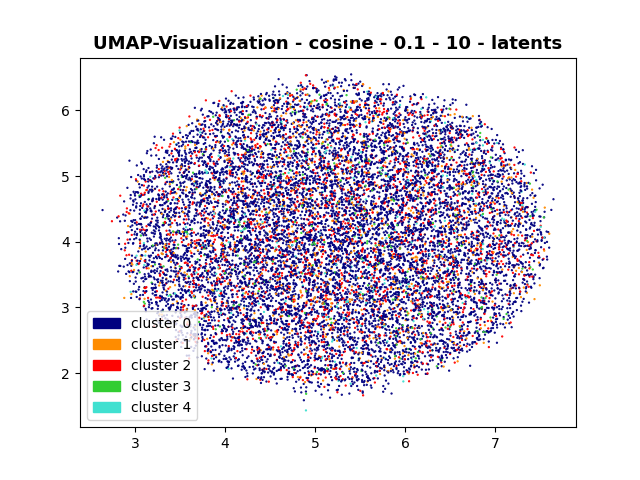 UMAP-Visualization - cosine - 0.1 - 10 - latents
6
5
4
3
2
cluster 0
cluster 1
cluster 2
cluster 3
cluster 4
3 4 5 6 7